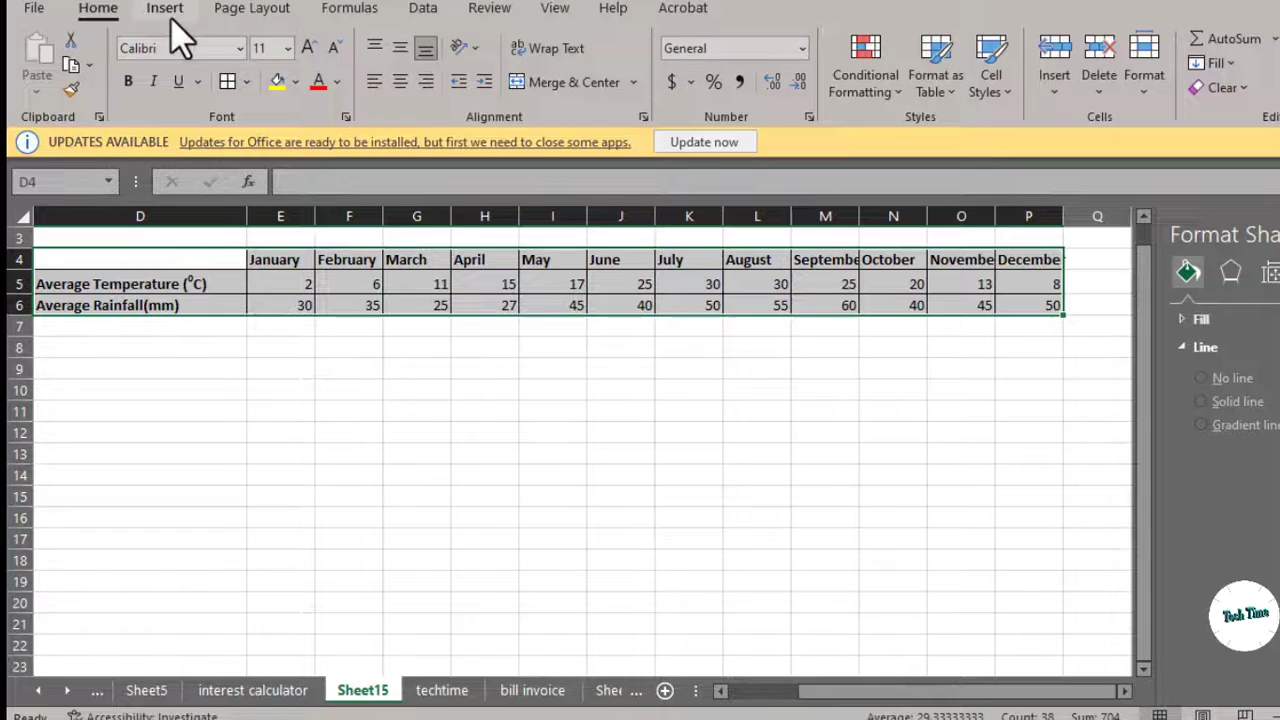 File Home Insert Page Layout Formulas Data Review View Help Acrobat
Calibri 11 Wrap Text General AutoSum
Paste Merge & Center Conditional Formatting Format as Table Cell Styles Insert Delete Format Fill
B I U A $ % Clear
Clipboard Font Alignment Number Styles Cells Edi
UPDATES AVAILABLE Updates for Office are ready to be installed, but first we need to close some apps. Update now
D4 fx
D E F G H I J K L M N O P Q
3 Format Sha
4 January February March April May June July August Septembe October Novembe Decembe
5 Average Temperature (⁰C) 2 6 11 15 17 25 30 30 25 20 13 8
6 Average Rainfall(mm) 30 35 25 27 45 40 50 55 60 40 45 50
7 Fill
8 Line
9 No line
10 Solid line
11 Gradient line
12
13
14
15
16
17
18
19
20 Tech Time
21
22
23
... Sheet5 interest calculator Sheet15 techtime bill invoice Shee ...
Ready Accessibility: Investigate Average: 29.33333333 Count: 38 Sum: 704